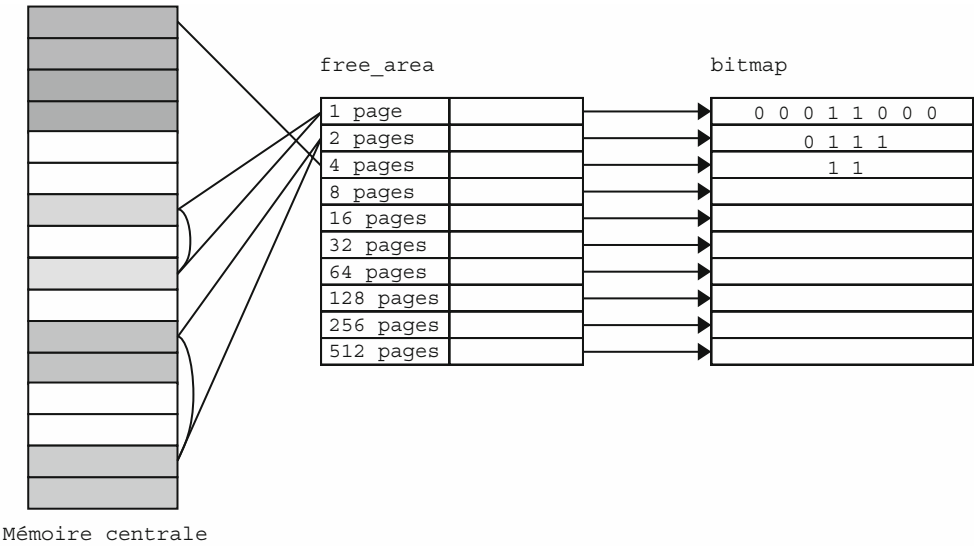 free_area
bitmap
1 page
0 0 0 1 1 0 0 0
2 pages
0 1 1 1
4 pages
1 1
8 pages
16 pages
32 pages
64 pages
128 pages
256 pages
512 pages
Mémoire centrale